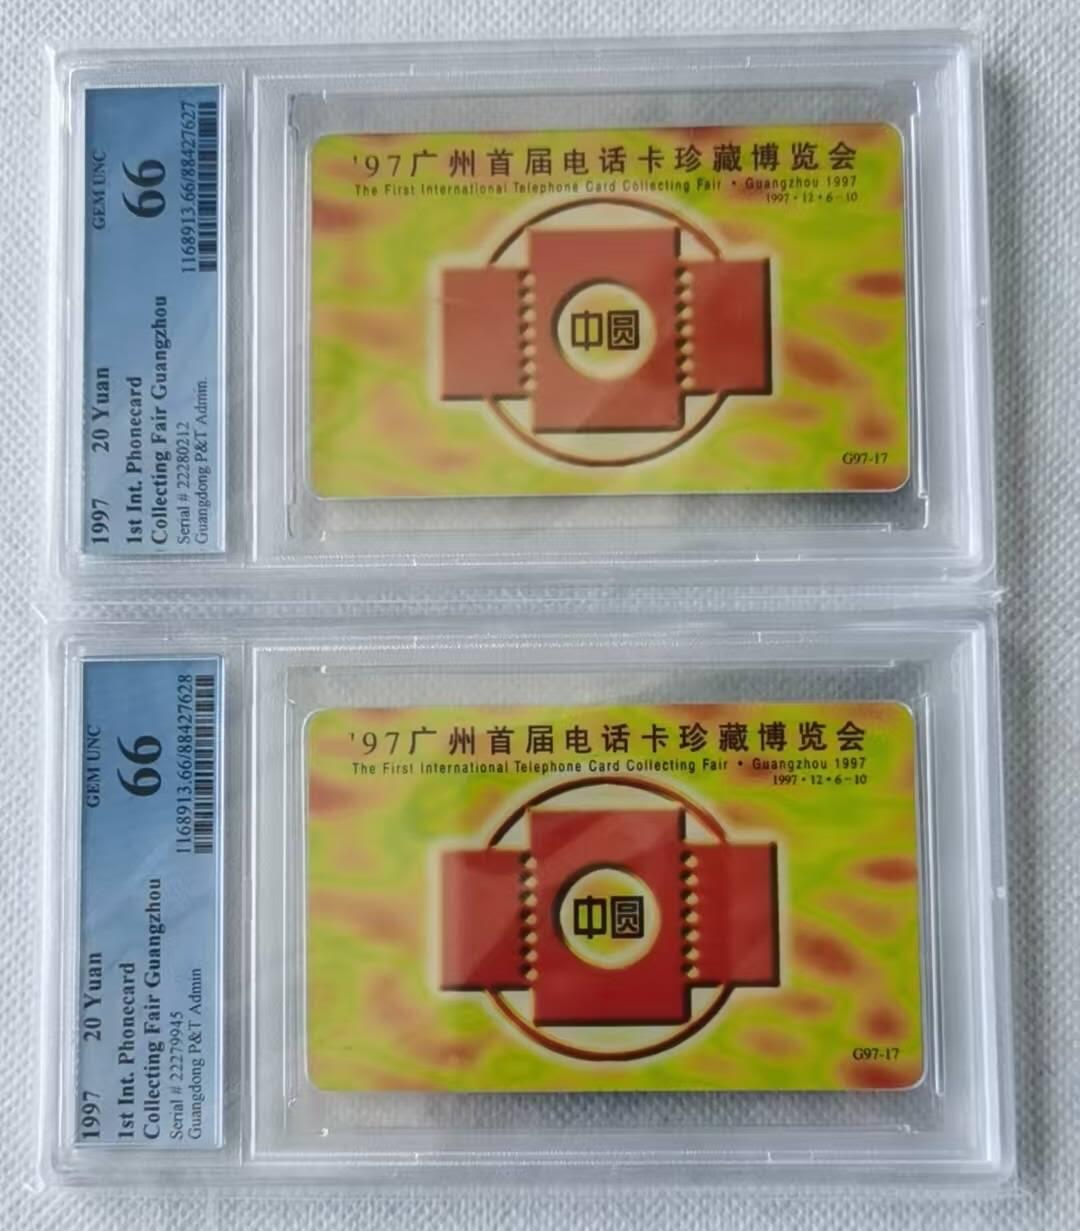 1997 20 Yuan GEM UNC
1st Int. Phonecard 66
Collecting Fair Guangzhou
Serial # 22280212 1168913.66/88427627
Guangdong P&T Admin.
'97广州首届电话卡珍藏博览会
The First International Telephone Card Collecting Fair • Guangzhou 1997
1997•12•6-10
中圆
G97-17
1997 20 Yuan GEM UNC
1st Int. Phonecard 66
Collecting Fair Guangzhou
Serial # 22279945 1168913.66/88427628
Guangdong P&T Admin
'97广州首届电话卡珍藏博览会
The First International Telephone Card Collecting Fair • Guangzhou 1997
1997•12•6-10
中圆
G97-17